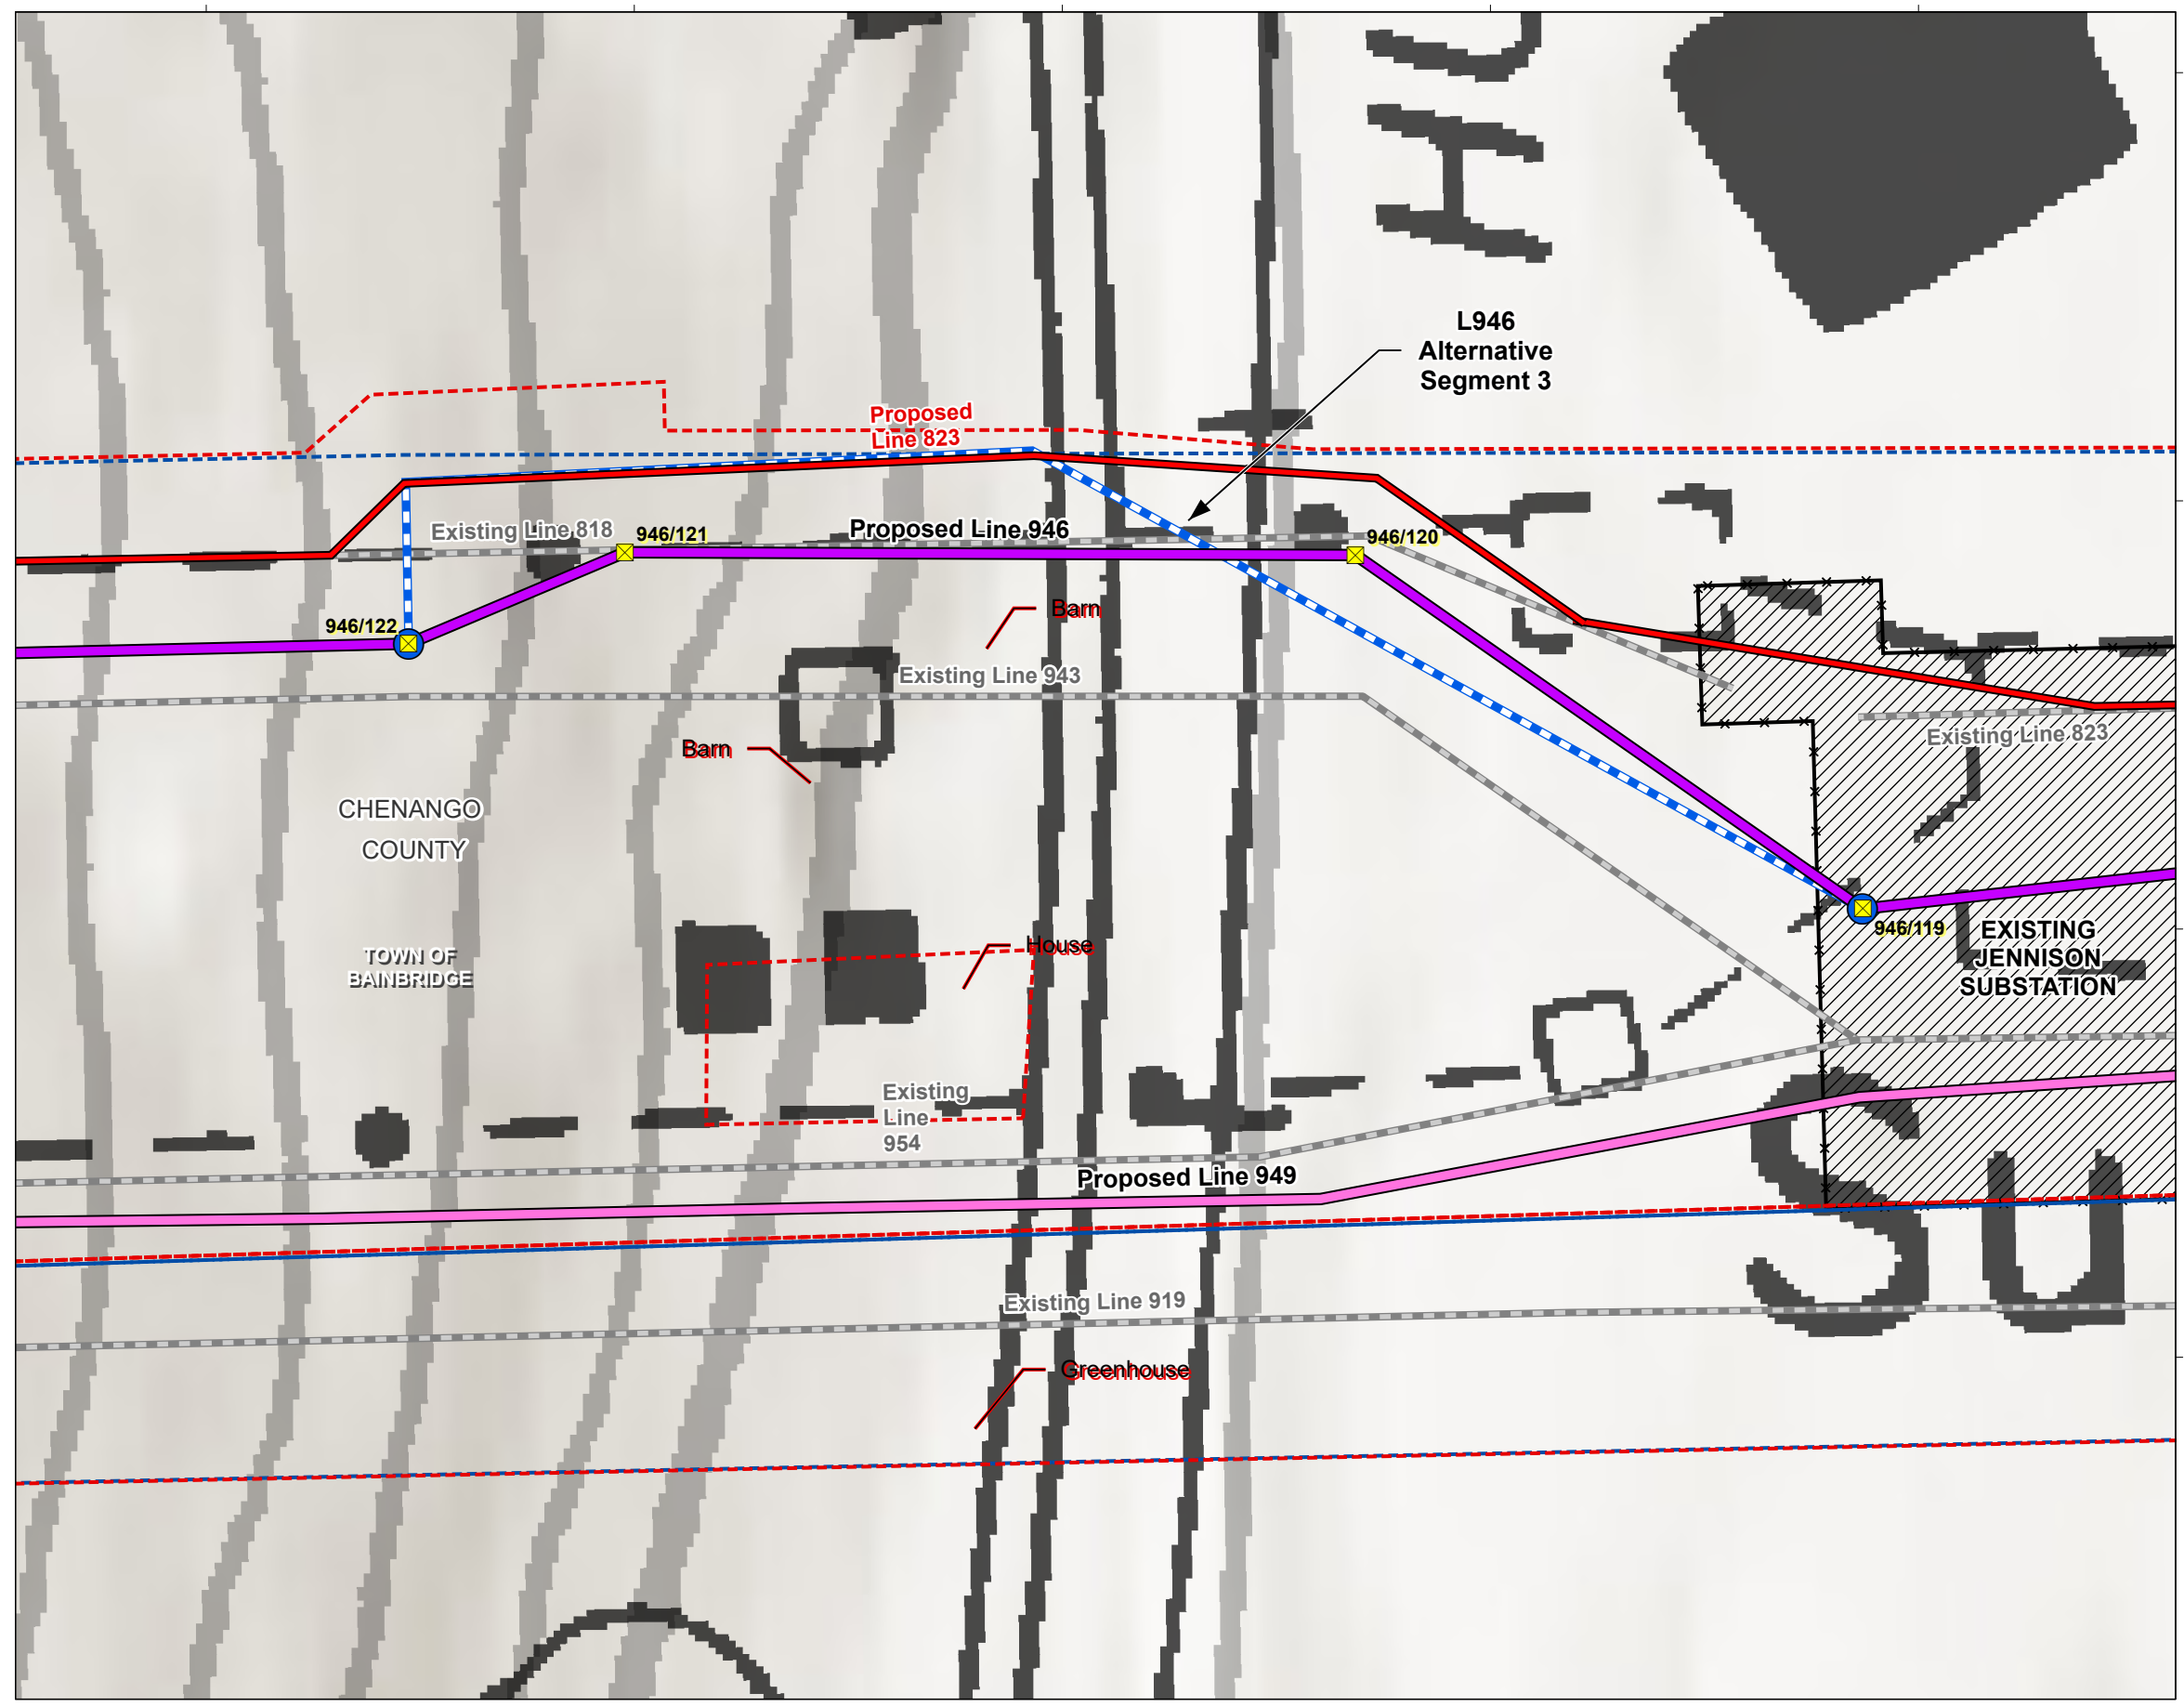 H
L946
Alternative
Segment 3
Proposed
Line 823
Existing Line 818
946/121
Proposed Line 946
946/120
946/122
Barn
Existing Line 943
Barn
Existing Line 823
CHENANGO
COUNTY
946/119
EXISTING
JENNISON
SUBSTATION
House
TOWN OF
BAINBRIDGE
Existing
Line
954
Proposed Line 949
SU
Existing Line 919
Greenhouse